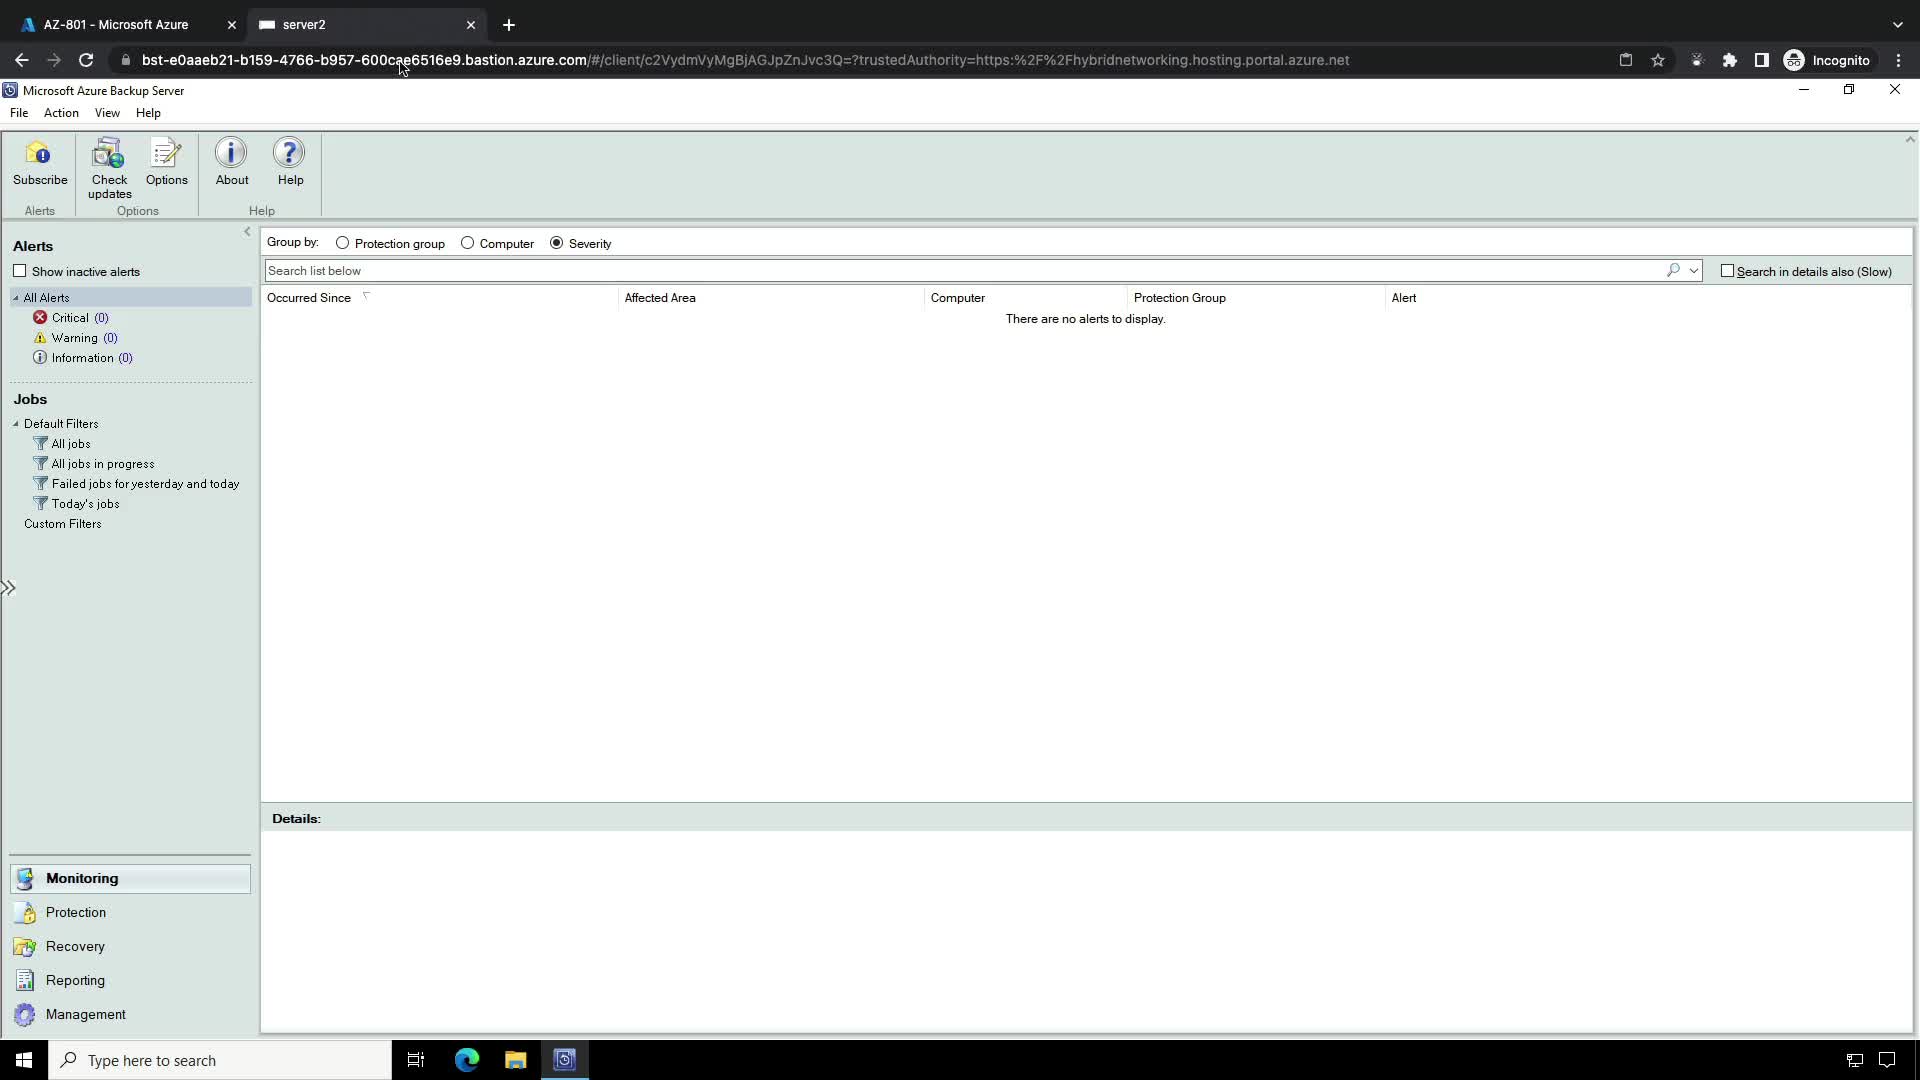 AZ-801 - Microsoft Azure
server2
bst-e0aaeb21-b159-4766-b957-600cae6516e9.bastion.azure.com/#/client/c2VydmVyMgBjAGJpZnJvc3Q=?trustedAuthority=https:%2F%2Fhybridnetworking.hosting.portal.azure.net
Incognito
Microsoft Azure Backup Server
File Action View Help
Subscribe
Check updates
Options
About
Help
Alerts
Options
Help
Alerts
Show inactive alerts
All Alerts
Critical (0)
Warning (0)
Information (0)
Jobs
Default Filters
All jobs
All jobs in progress
Failed jobs for yesterday and today
Today's jobs
Custom Filters
Group by: Protection group Computer Severity
Search list below
Search in details also (Slow)
Occurred Since Affected Area Computer Protection Group Alert
There are no alerts to display.
Details:
Monitoring
Protection
Recovery
Reporting
Management
Type here to search